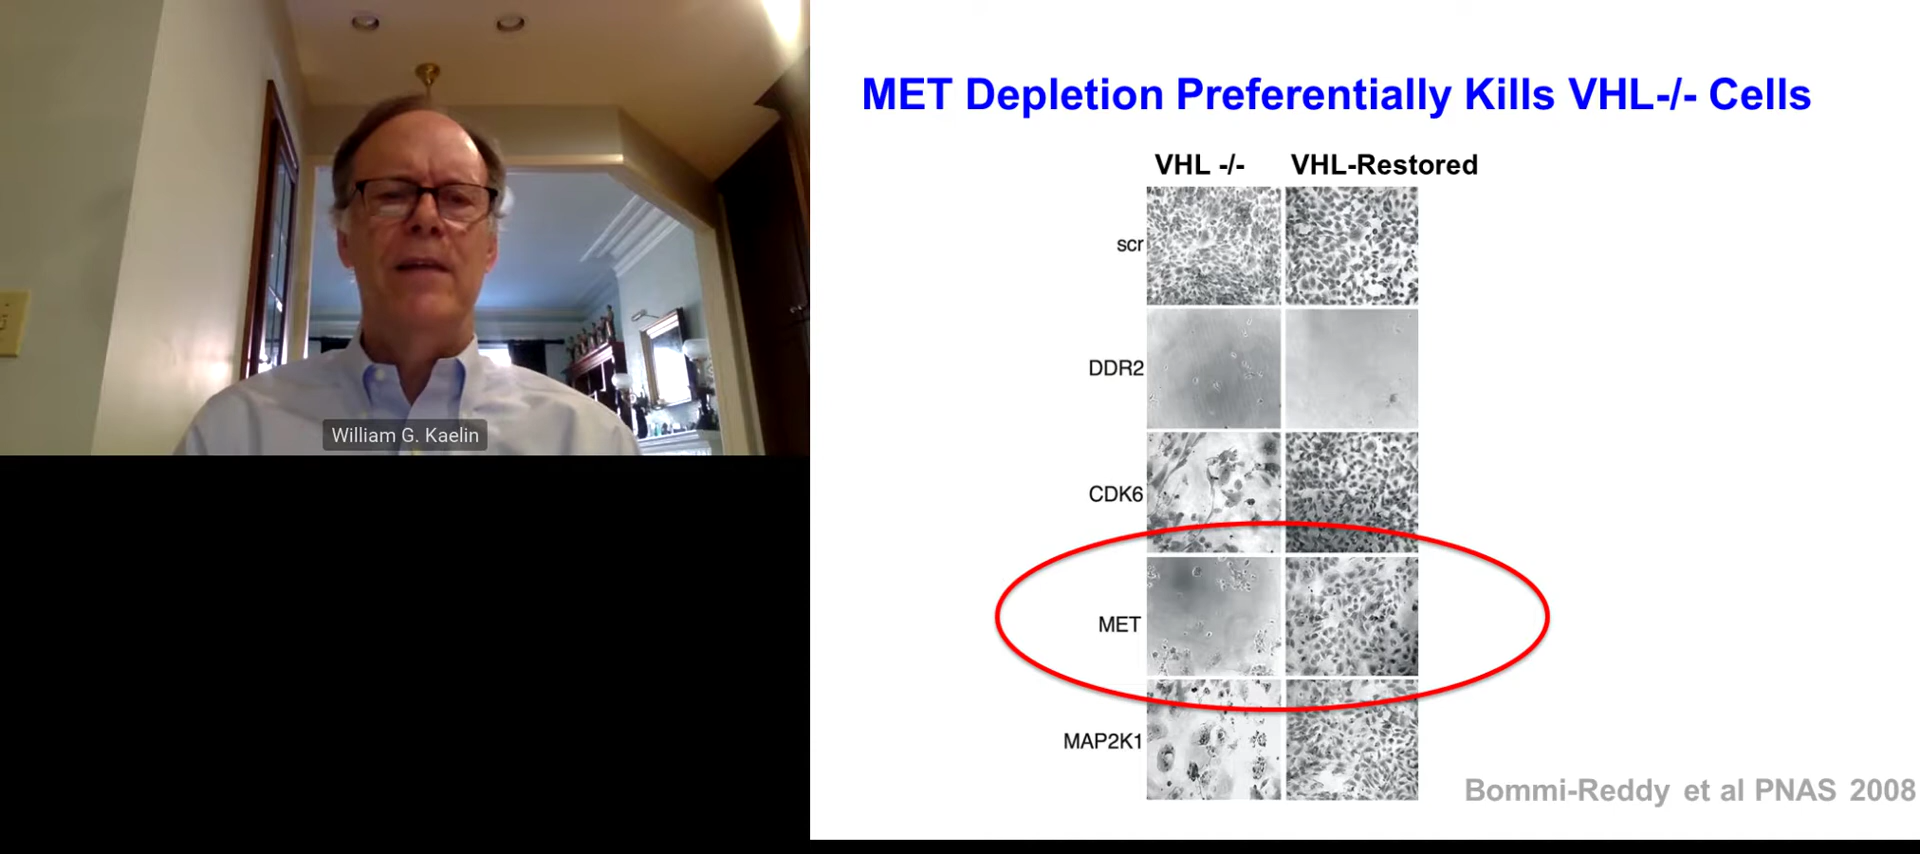 William G. Kaelin
MET Depletion Preferentially Kills VHL-/- Cells
VHL -/- VHL-Restored
scr
DDR2
CDK6
MET
MAP2K1
Bommi-Reddy et al PNAS 2008